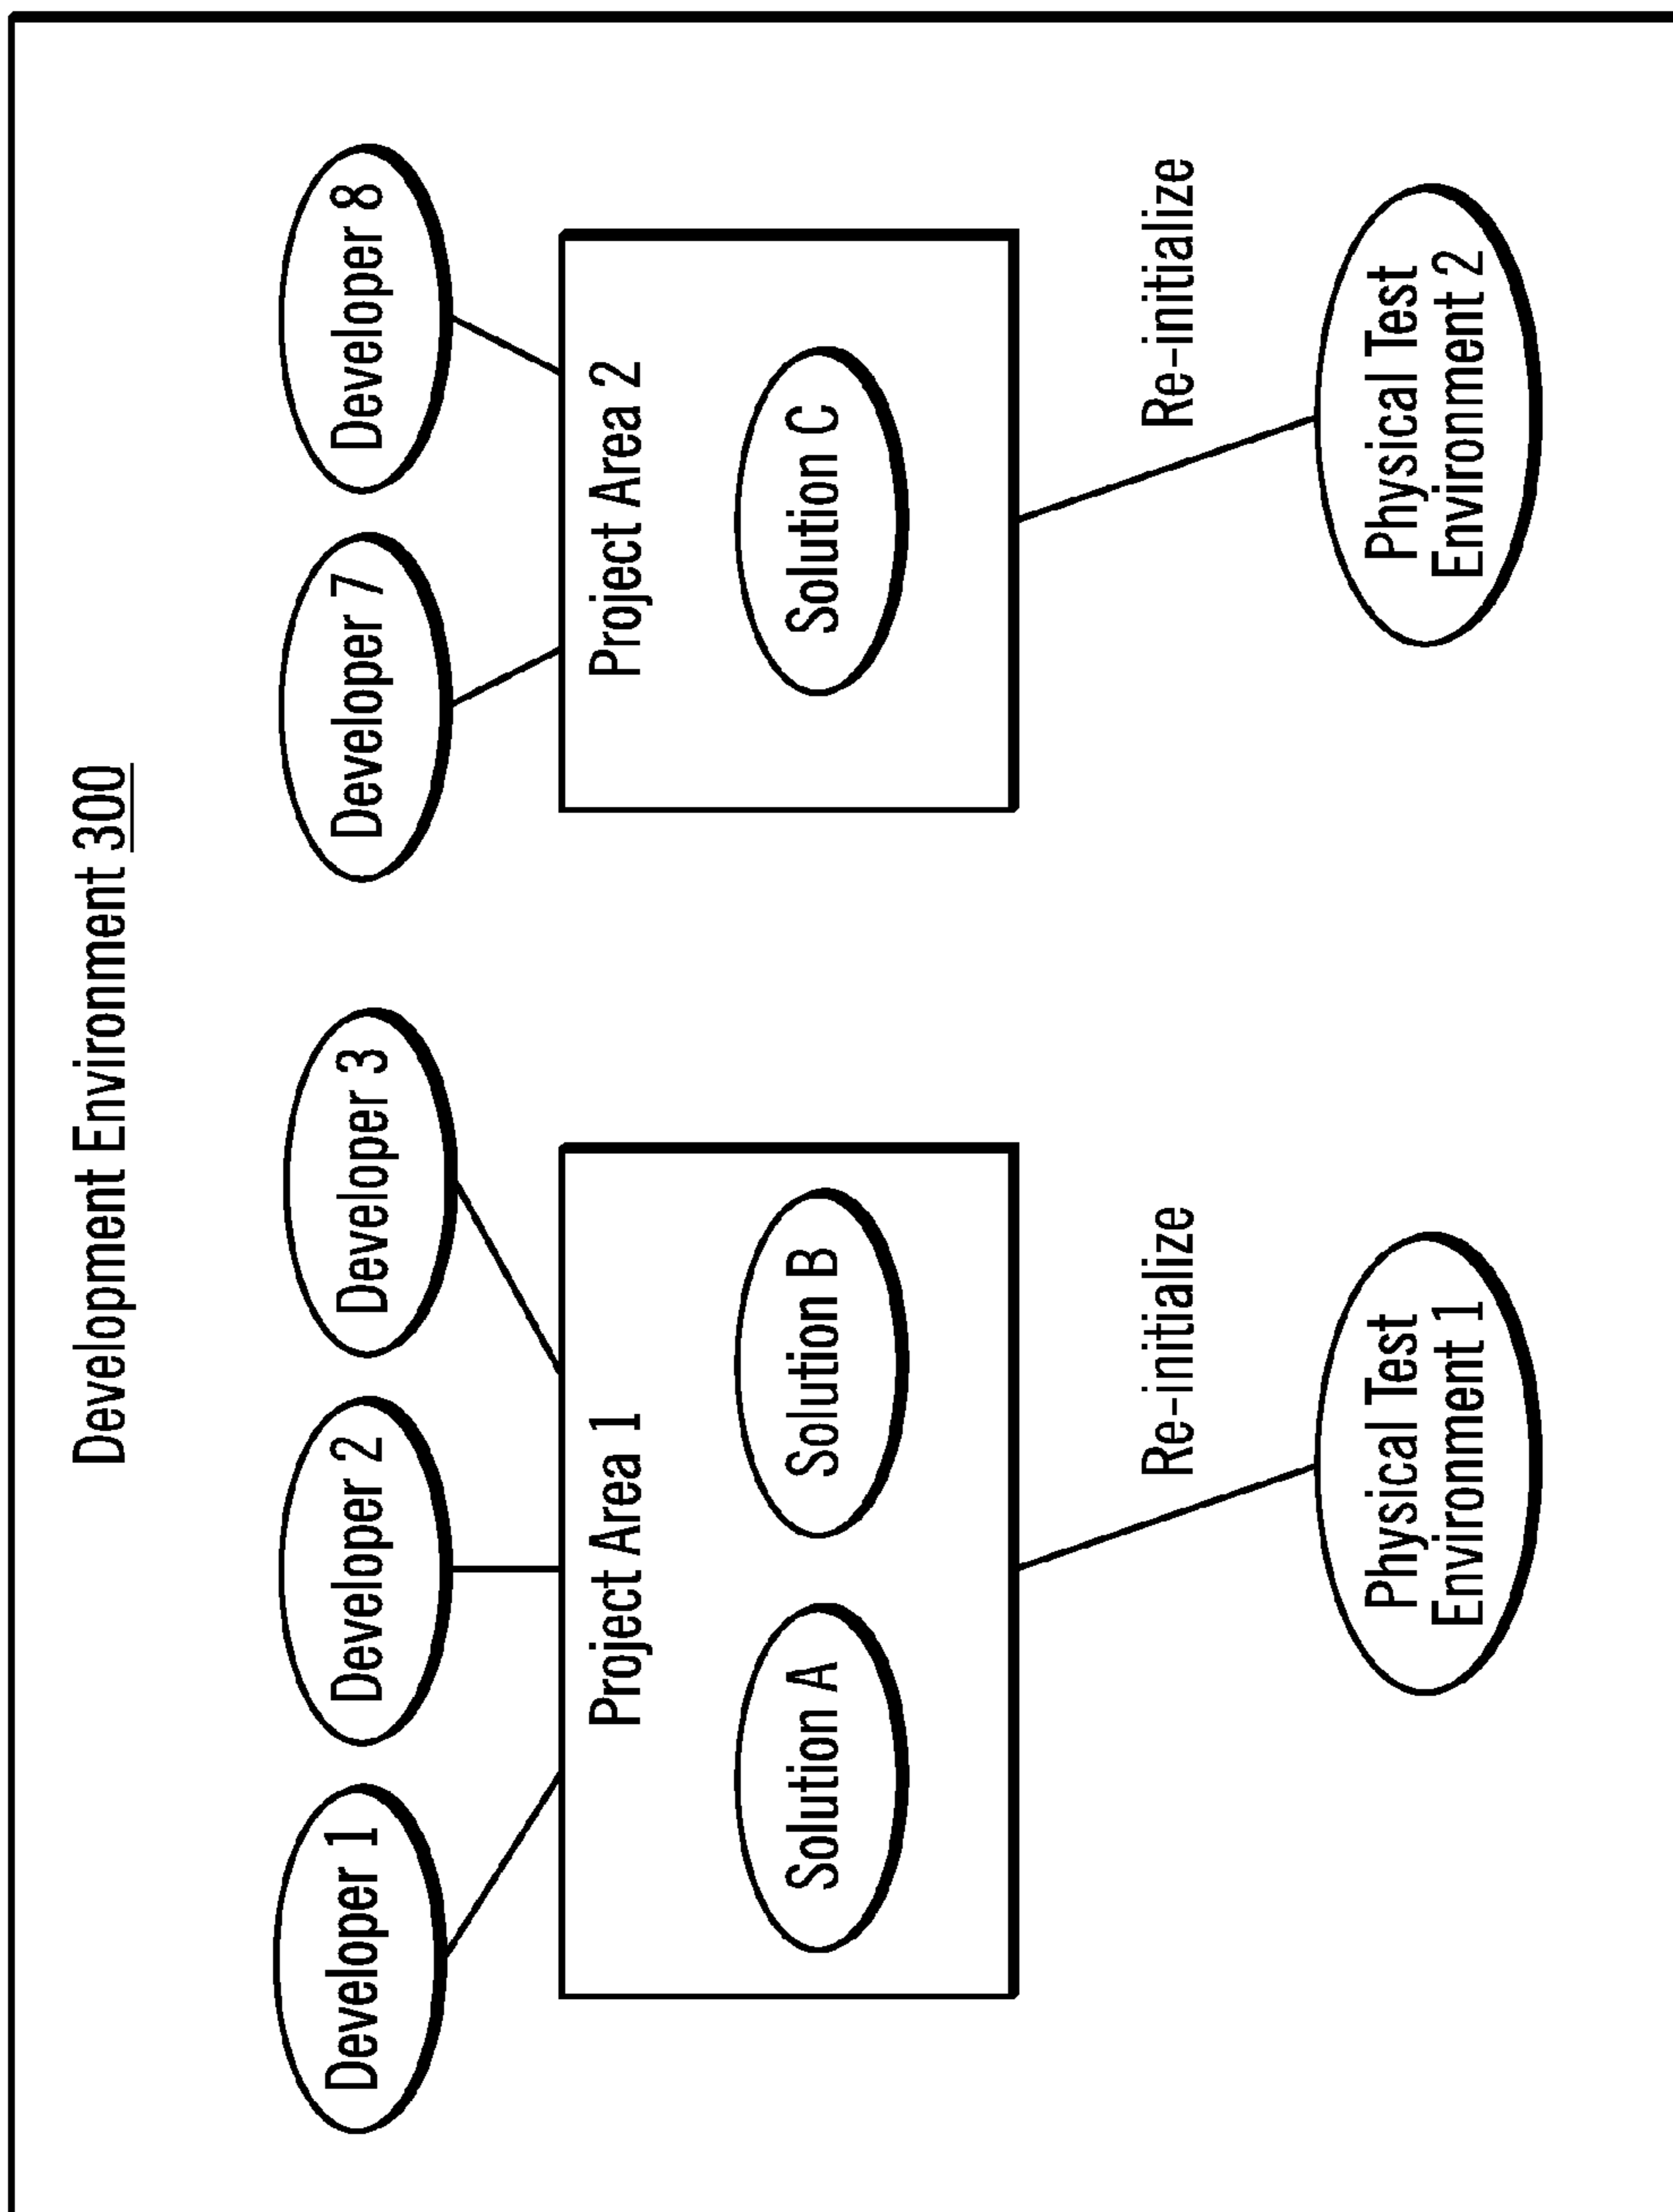 Development Environment 300
Developer 1
Developer 2
Developer 3
Developer 7
Developer 8
Project Area 1
Project Area 2
Solution A
Solution B
Solution C
Re-initialize
Re-initialize
Physical Test
Environment 1
Physical Test
Environment 2